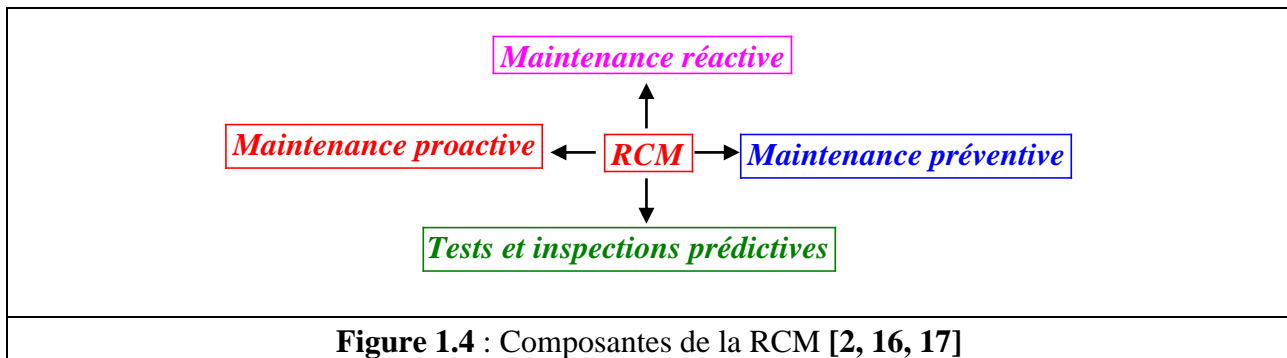 Maintenance réactive
Maintenance proactive
RCM
Maintenance préventive
Tests et inspections prédictives
Figure 1.4 : Composantes de la RCM [2, 16, 17]